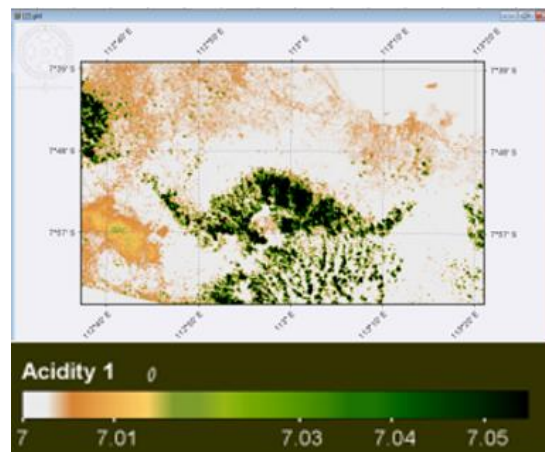 112°40' E 112°50' E 113° E 113°10' E 113°20' E
7°39' S 7°39' S
7°48' S 7°48' S
7°57' S 7°57' S
112°40' E 112°50' E 113° E 113°10' E 113°20' E
Acidity 1 0
7 7.01 7.03 7.04 7.05